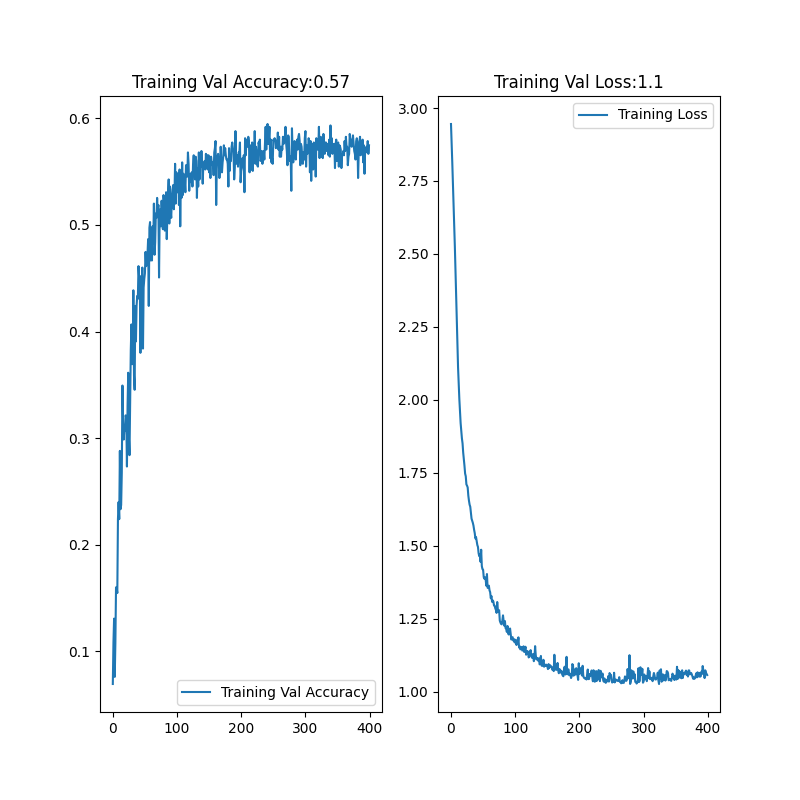 Training Val Accuracy:0.57
0.6
0.5
0.4
0.3
0.2
0.1
0 100 200 300 400
Training Val Accuracy
Training Val Loss:1.1
3.00
2.75
2.50
2.25
2.00
1.75
1.50
1.25
1.00
0 100 200 300 400
Training Loss